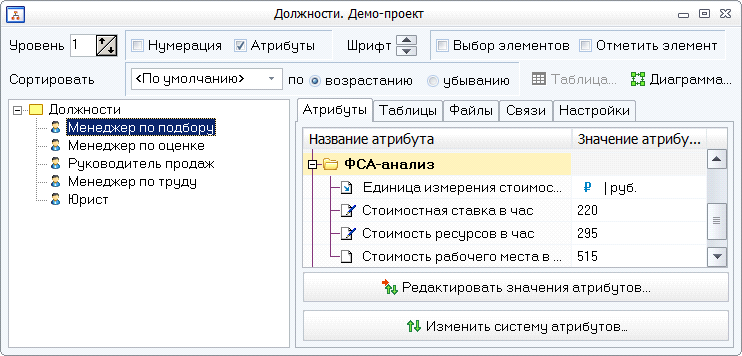 Должности. Демо-проект
Уровень 1 Нумерация Атрибуты Шрифт Выбор элементов Отметить элемент
Сортировать <По умолчанию> по возрастанию убыванию Таблица... Диаграмма...
Должности
Менеджер по подбору
Менеджер по оценке
Руководитель продаж
Менеджер по труду
Юрист
Атрибуты Таблицы Файлы Связи Настройки
Название атрибута Значение атрибу...
ФСА-анализ
Единица измерения стоимос... ₽ | руб.
Стоимостная ставка в час 220
Стоимость ресурсов в час 295
Стоимость рабочего места в ... 515
Редактировать значения атрибутов...
Изменить систему атрибутов...